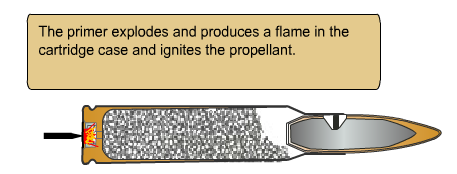 The primer explodes and produces a flame in the
cartridge case and ignites the propellant.